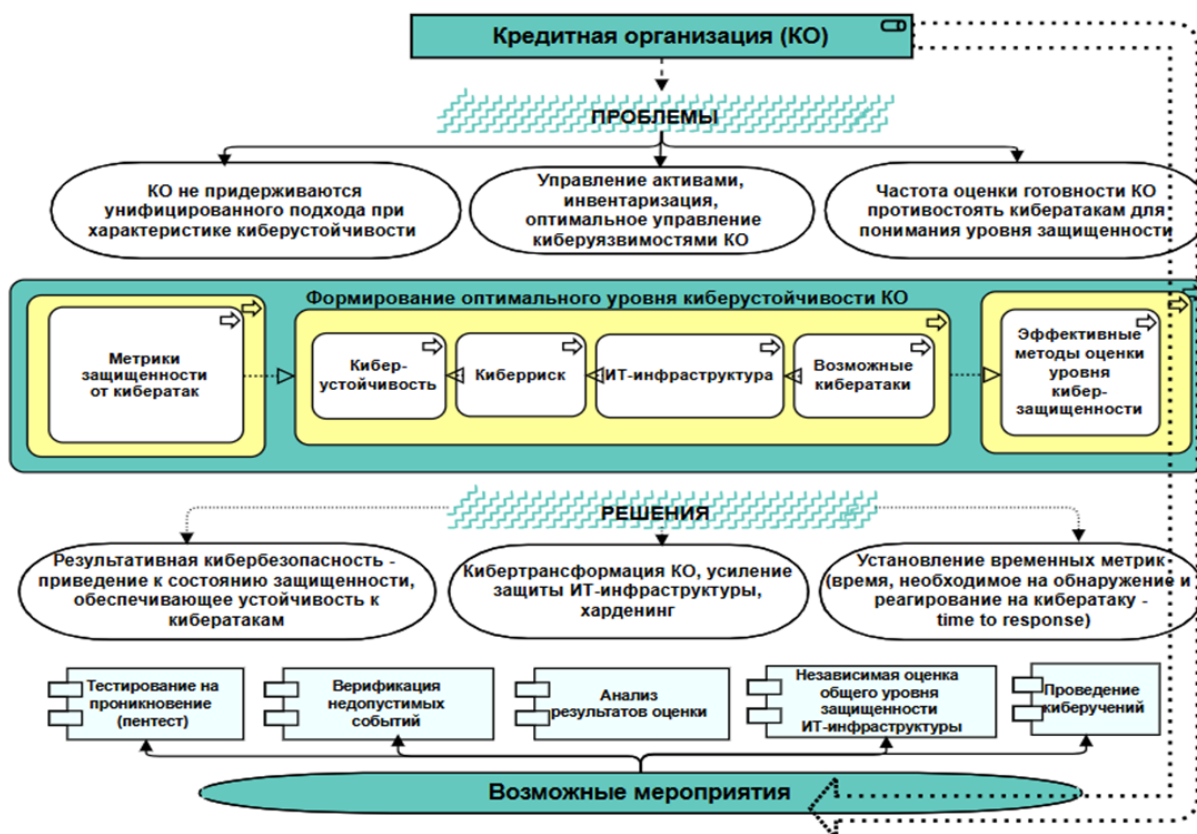 Кредитная организация (КО)
ПРОБЛЕМЫ
КО не придерживаются
унифицированного подхода при
характеристике киберустойчивости
Управление активами,
инвентаризация,
оптимальное управление
киберуязвимостями КО
Частота оценки готовности КО
противостоять кибератакам для
понимания уровня защищенности
Формирование оптимального уровня киберустойчивости КО
Метрики
защищенности
от кибератак
Кибер-
устойчивость
Киберриск
ИТ-инфраструктура
Возможные
кибератаки
Эффективные
методы оценки
уровня
кибер-
защищенности
РЕШЕНИЯ
Результативная кибербезопасность -
приведение к состоянию защищенности,
обеспечивающее устойчивость к
кибератакам
Кибертрансформация КО, усиление
защиты ИТ-инфраструктуры,
харденинг
Установление временных метрик
(время, необходимое на обнаружение и
реагирование на кибератаку -
time to response)
Тестирование на
проникновение
(пентест)
Верификация
недопустимых
событий
Анализ
результатов оценки
Независимая оценка
общего уровня
защищенности
ИТ-инфраструктуры
Проведение
киберучений
Возможные мероприятия